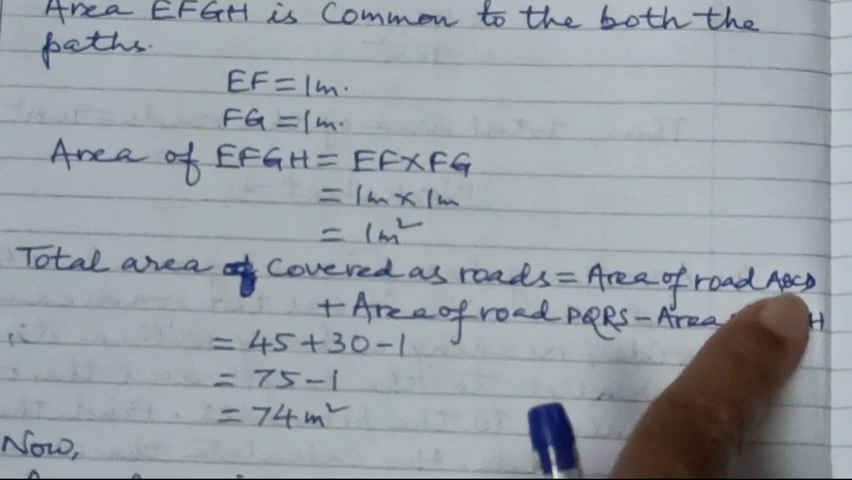 Area EFGH is Common to the both the
paths.
EF = 1m.
FG = 1m.
Area of EFGH = EF×FG
= 1m × 1m
= 1m²
Total area of Covered as roads = Area of road ABCD
+ Area of road PQRS - Area H
= 45+30-1
= 75-1
= 74m²
Now,